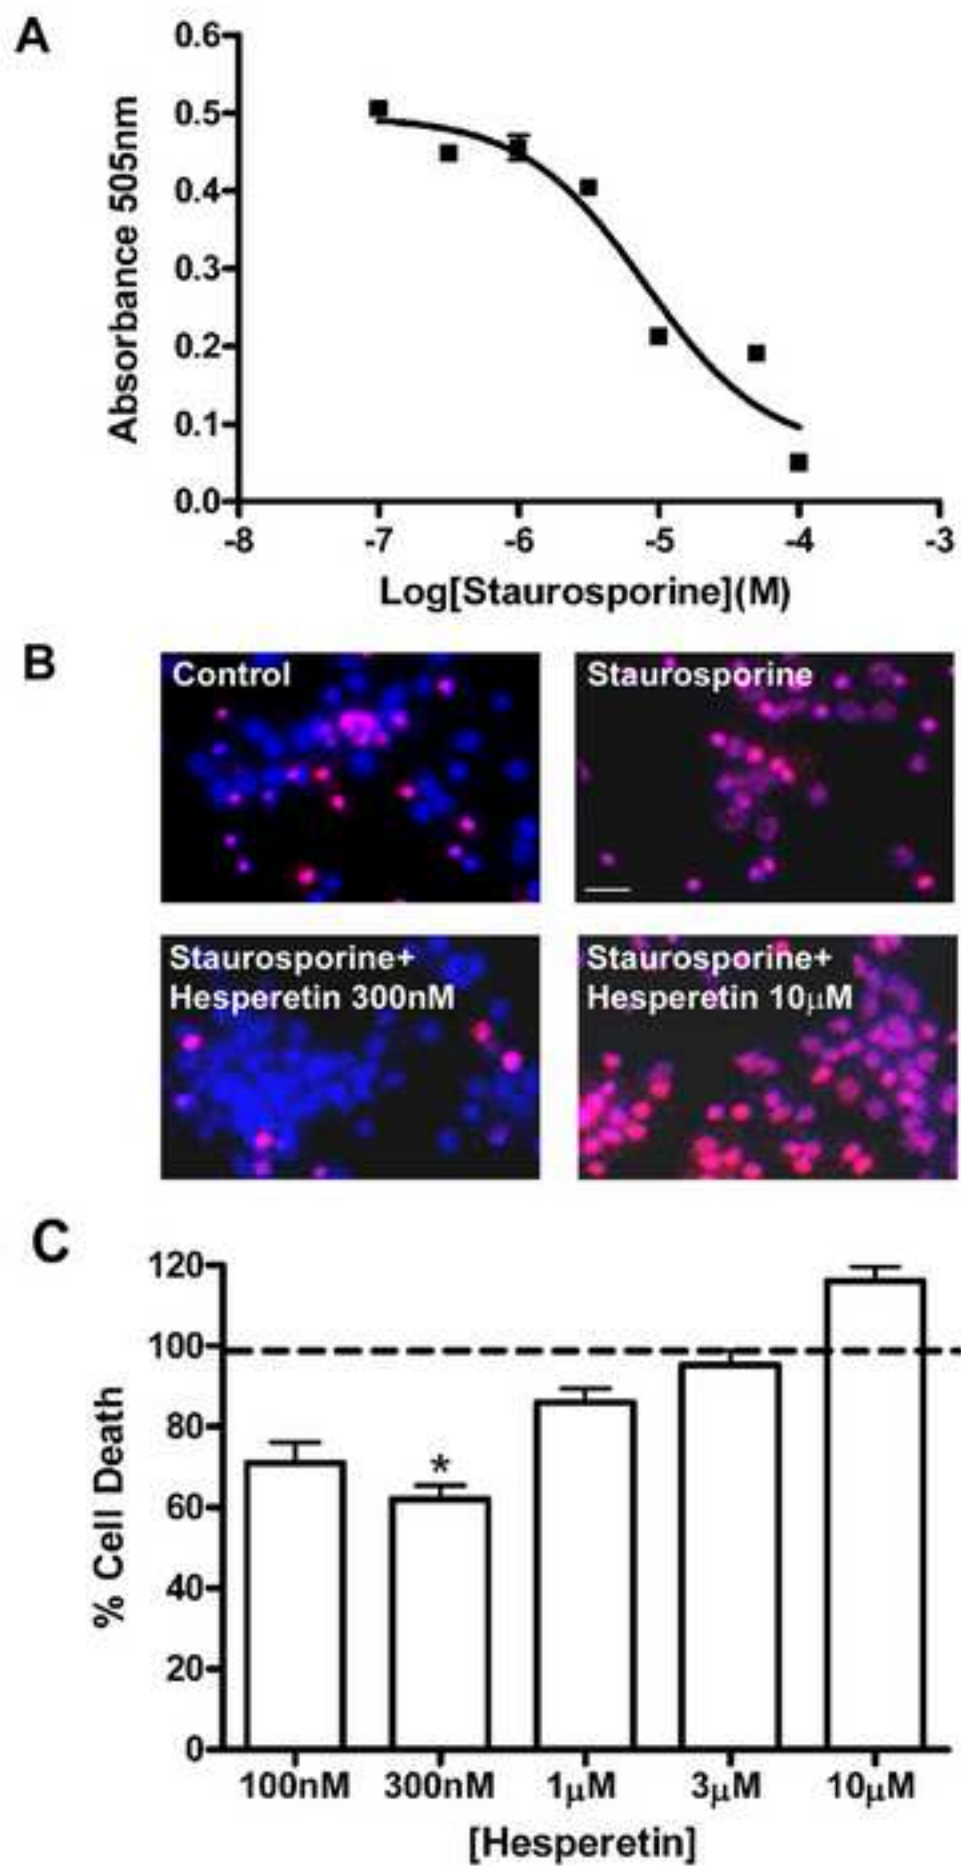 A
0.6
0.5
0.4
0.3
0.2
0.1
0.0
Absorbance 505nm
-8 -7 -6 -5 -4 -3
Log[Staurosporine](M)
B
Control
Staurosporine
Staurosporine+
Hesperetin 300nM
Staurosporine+
Hesperetin 10μM
C
120
100
80
60
40
20
0
% Cell Death
*
100nM 300nM 1μM 3μM 10μM
[Hesperetin]